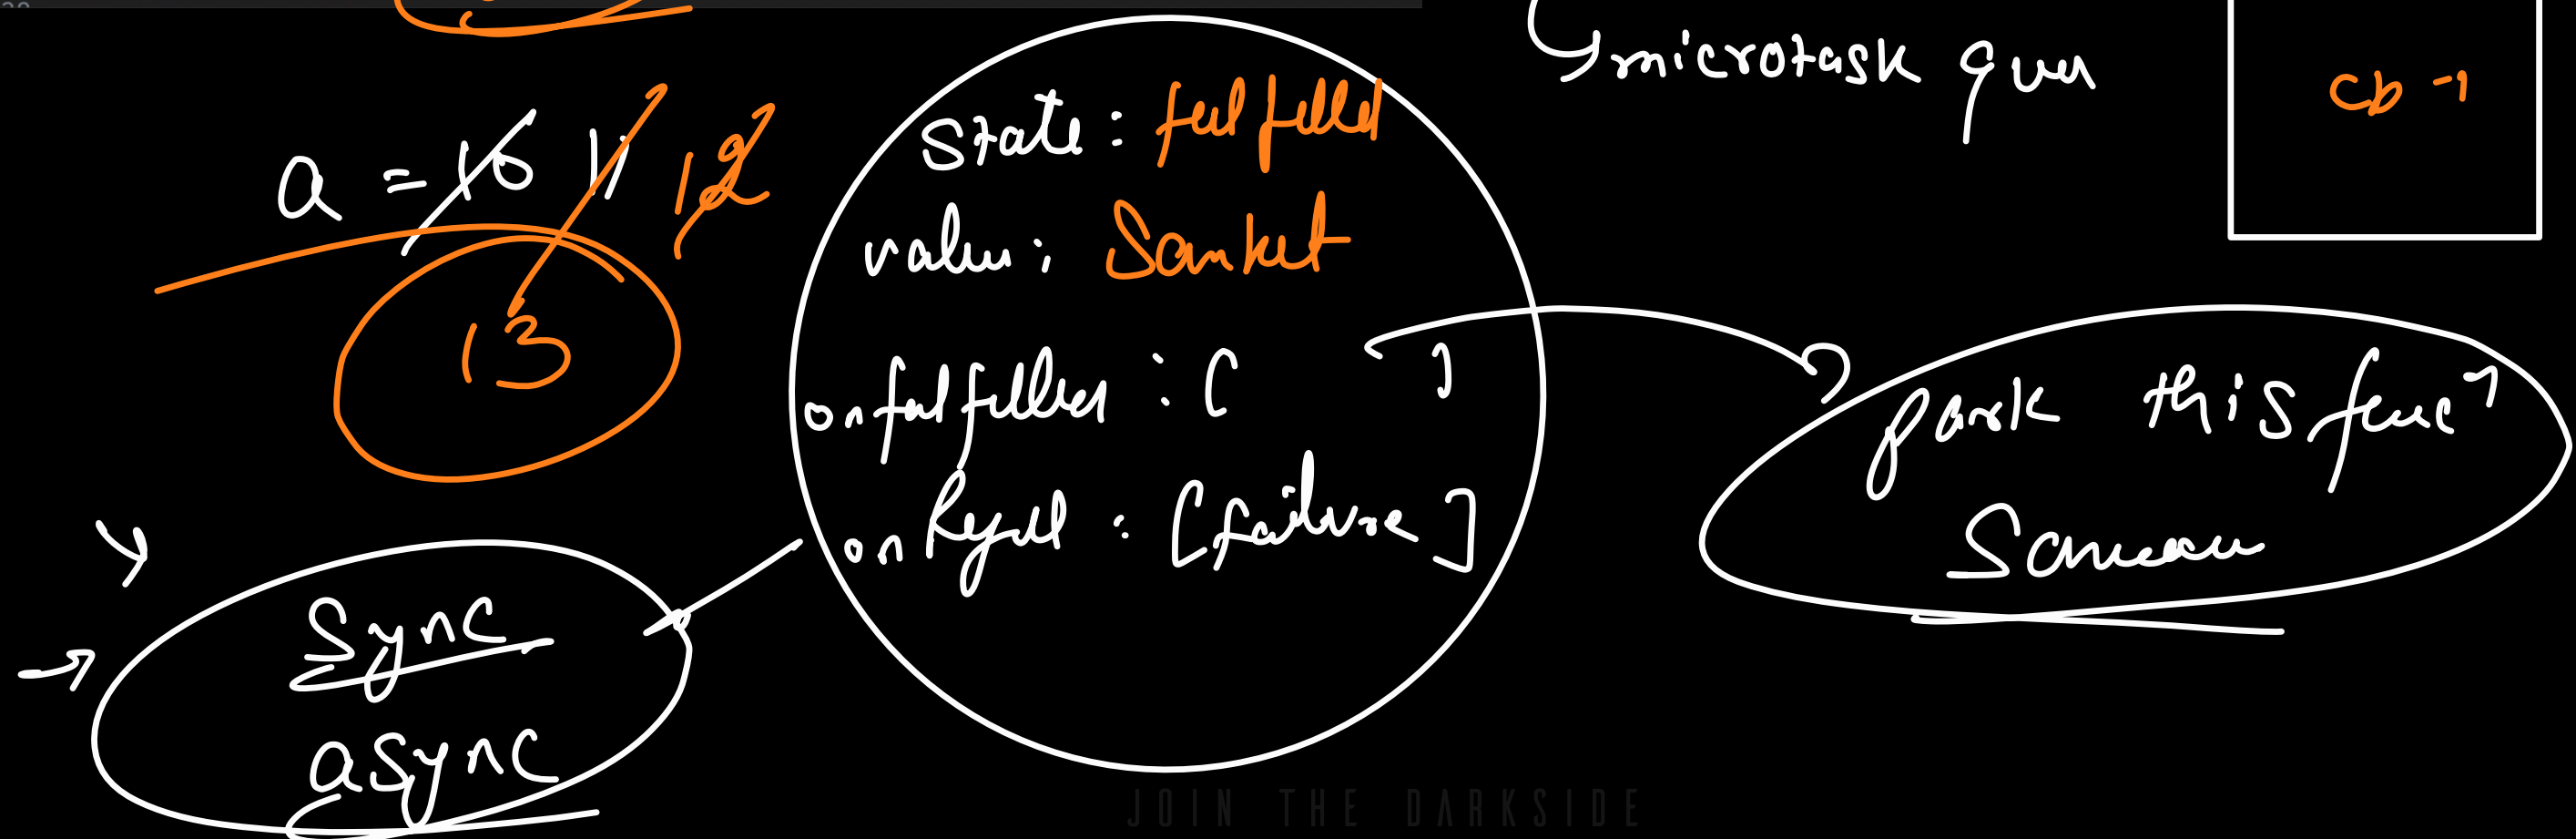 microtask queu
cb-1
a = 10 11 12
13
state: fulfilled
value: Sanket
onfulfilled: [ ]
onReject: [failure]
park this func
sync
async
JOIN THE DARKSIDE